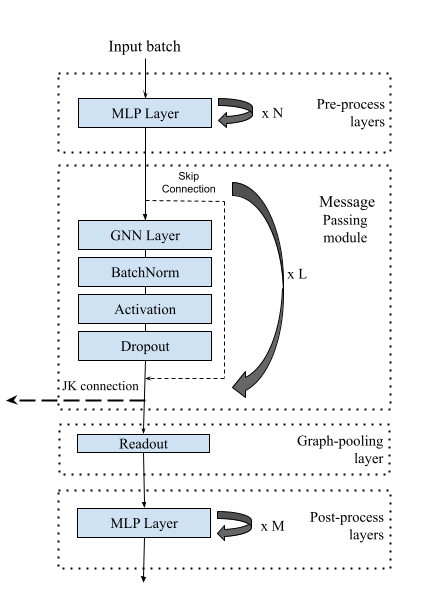 Input batch
MLP Layer
x N
Pre-process
layers
Skip
Connection
Message
Passing
module
GNN Layer
BatchNorm
x L
Activation
Dropout
JK connection
Readout
Graph-pooling
layer
MLP Layer
x M
Post-process
layers